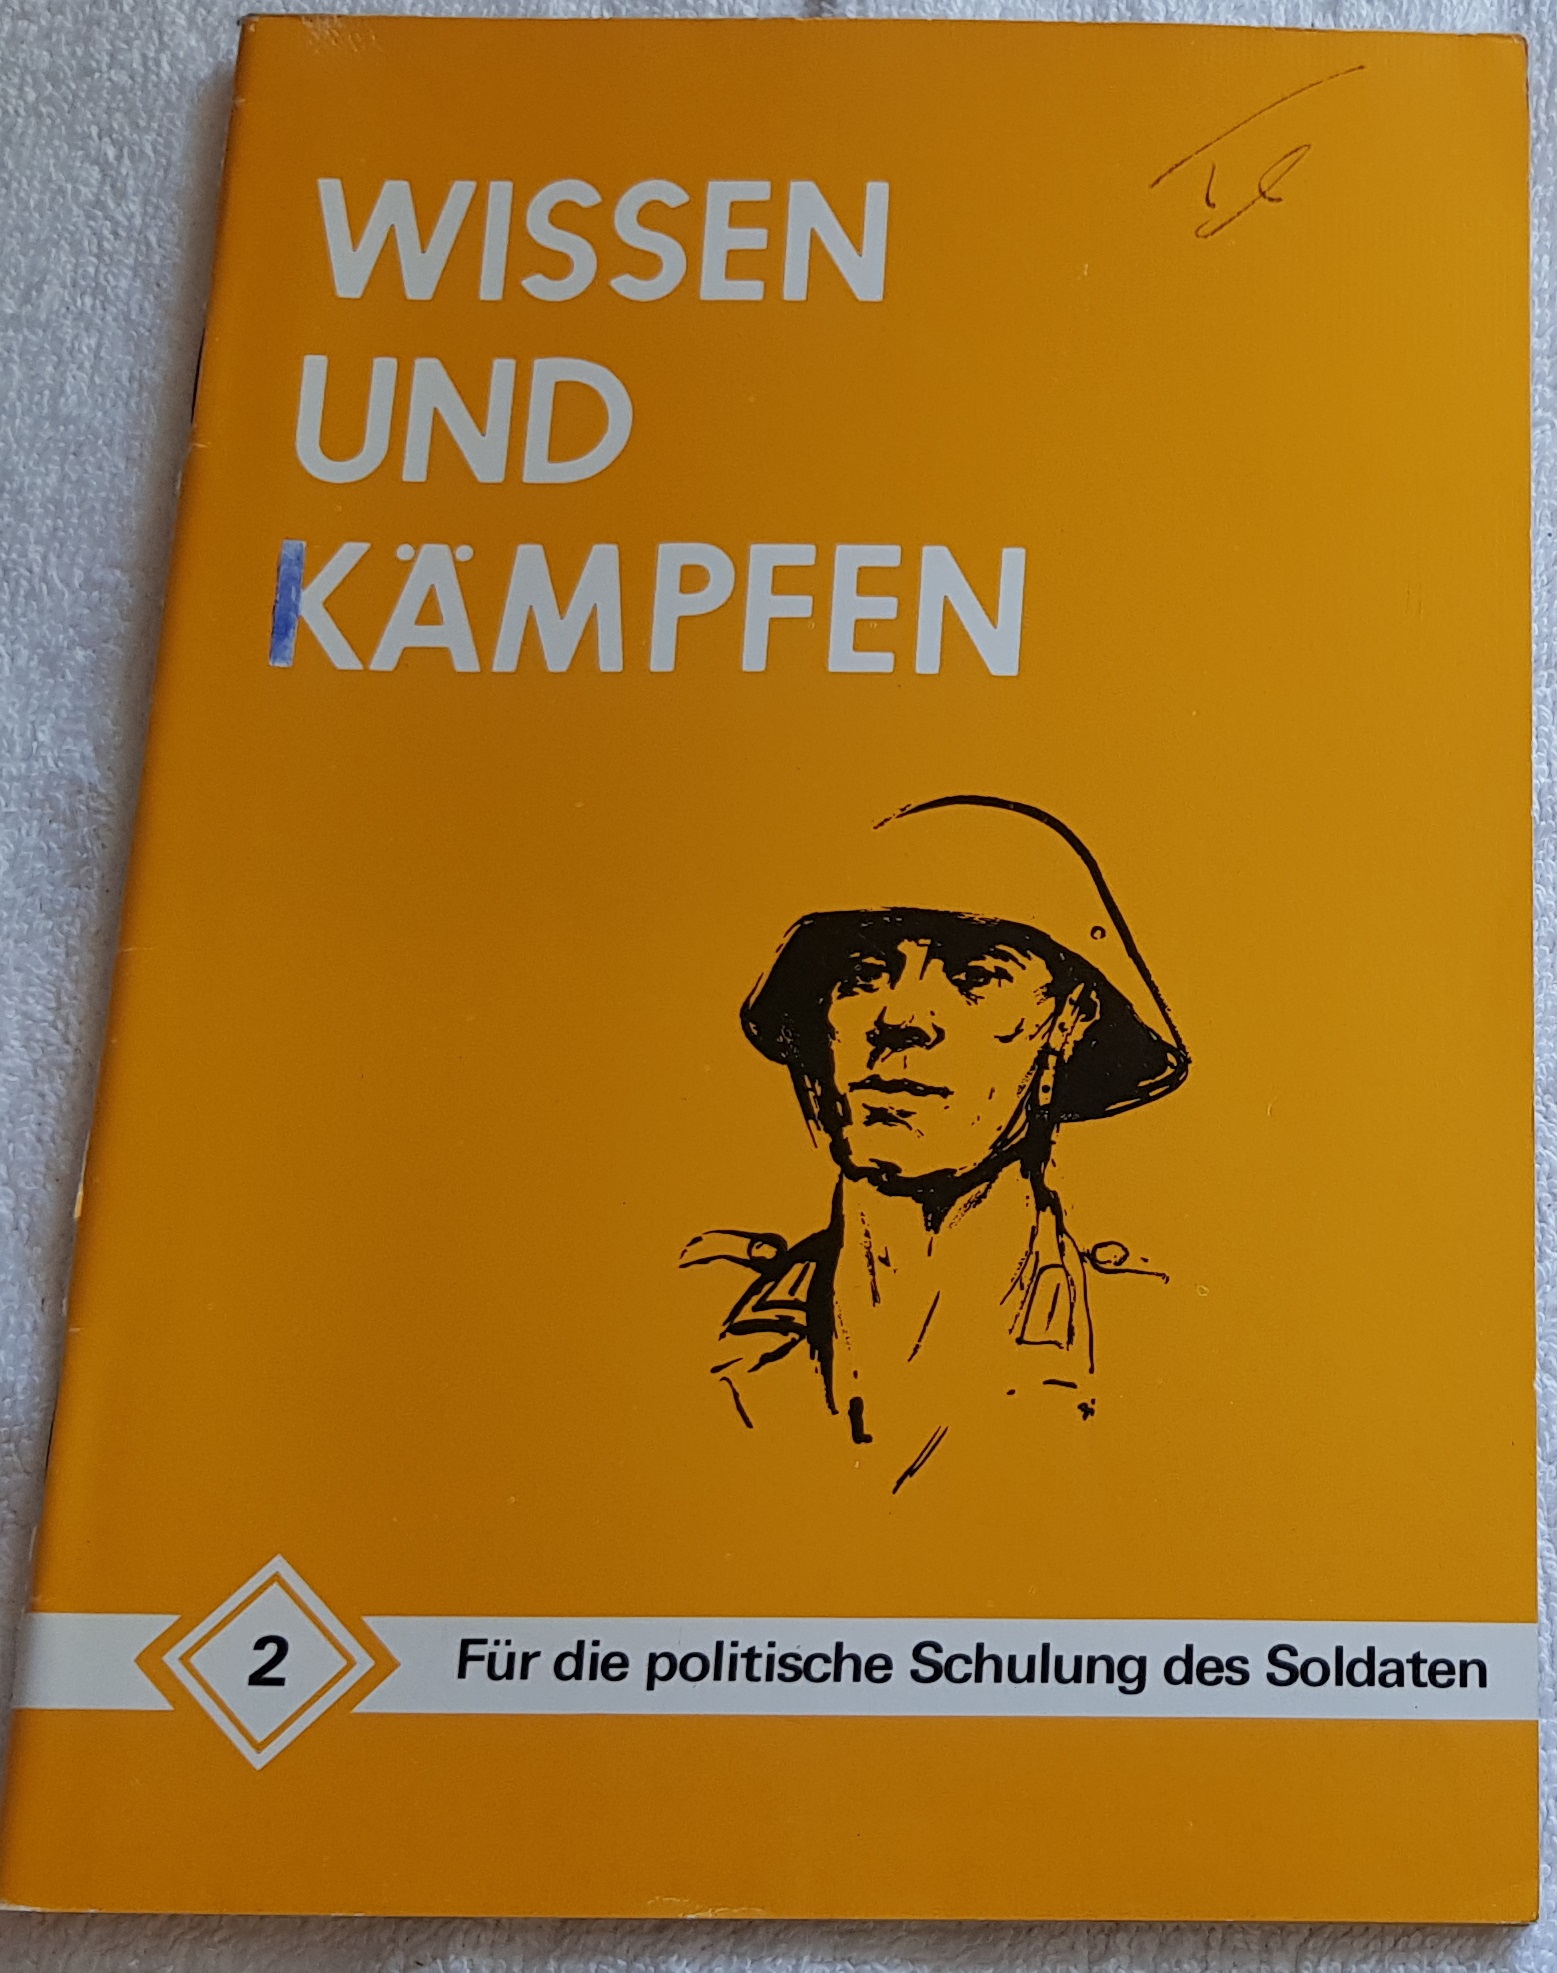 WISSEN
UND
KÄMPFEN
2
Für die politische Schulung des Soldaten